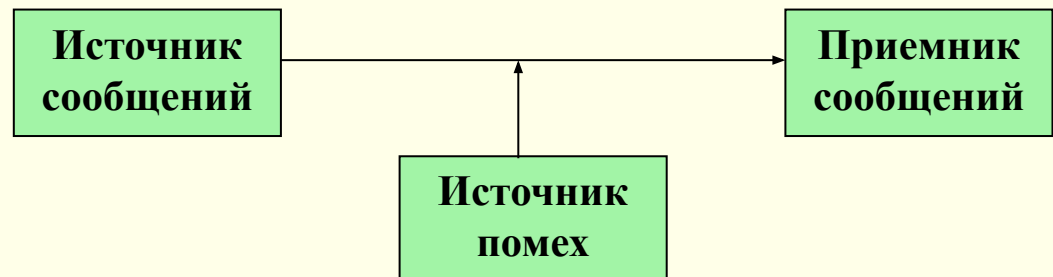 Источник
сообщений
Приемник
сообщений
Источник
помех